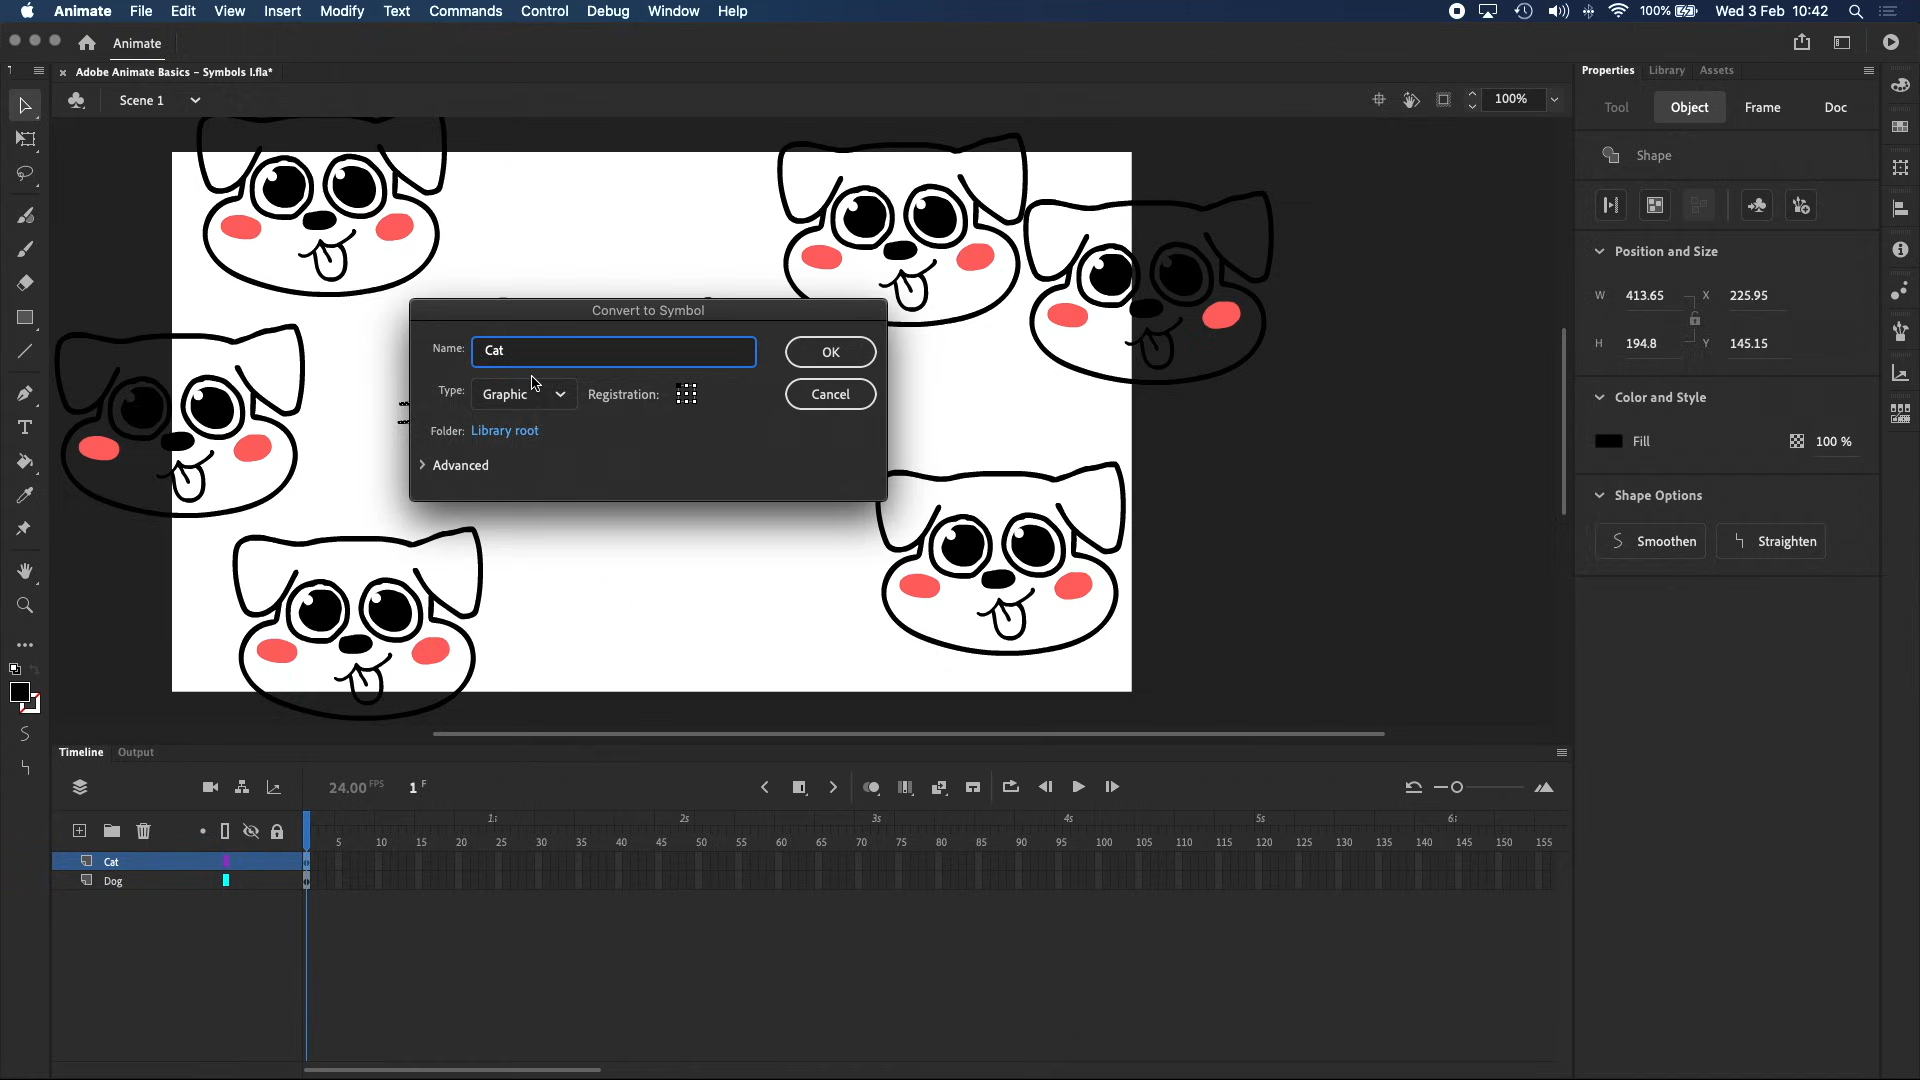 Animate File Edit View Insert Modify Text Commands Control Debug Window Help 100% Wed 3 Feb 10:42
Animate
× Adobe Animate Basics - Symbols I.fla*
Properties Library Assets
Scene 1 100%
Tool Object Frame Doc
Shape
Position and Size
W 413.65 X 225.95
H 194.8 Y 145.15
Color and Style
Fill 100 %
Shape Options
Smoothen Straighten
Convert to Symbol
Name: Cat OK
Type: Graphic Registration: Cancel
Folder: Library root
Advanced
Timeline Output
24.00 FPS 1 F
1s 2s 3s 4s 5s
5 10 15 20 25 30 35 40 45 50 55 60 65 70 75 80 85 90 95 100 105 110 115 120 125 130 135 140 145 150 155
Cat
Dog